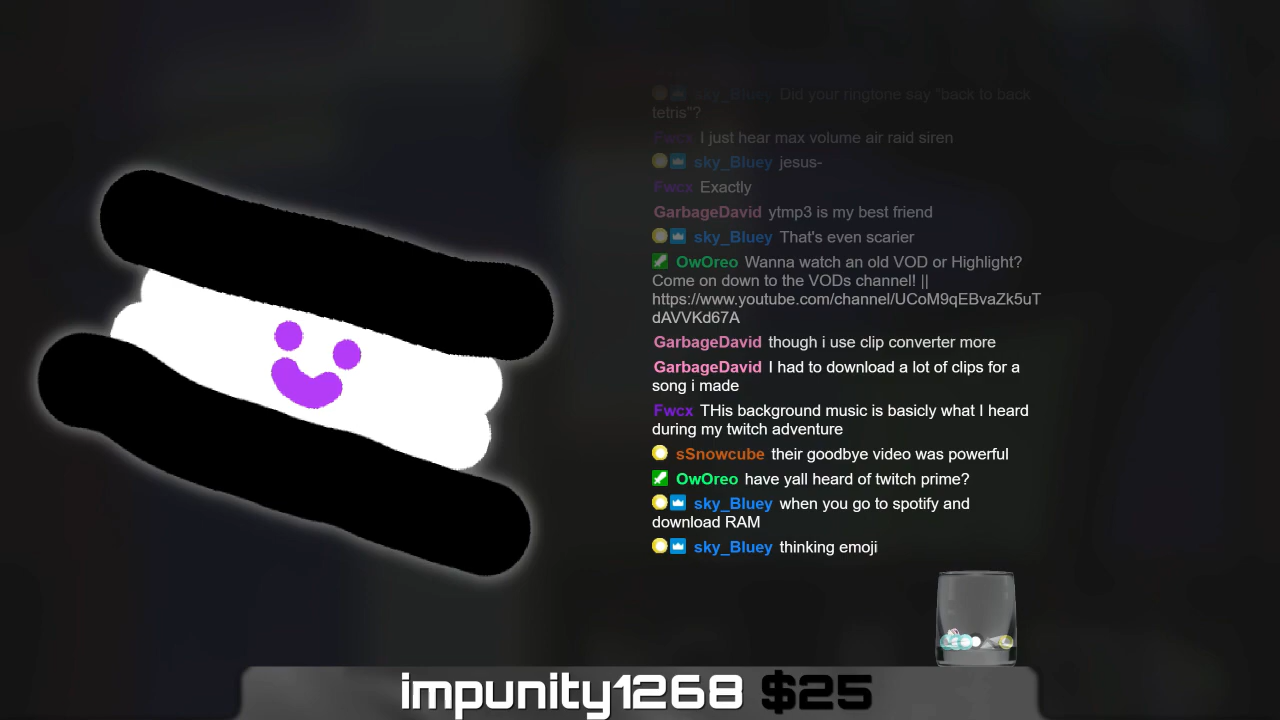 sky_Bluey Did your ringtone say "back to back
tetris"?
Fwcx I just hear max volume air raid siren
sky_Bluey jesus-
Fwcx Exactly
GarbageDavid ytmp3 is my best friend
sky_Bluey That's even scarier
OwOreo Wanna watch an old VOD or Highlight?
Come on down to the VODs channel! ||
https://www.youtube.com/channel/UCoM9qEBvaZk5uT
dAVVKd67A
GarbageDavid though i use clip converter more
GarbageDavid I had to download a lot of clips for a
song i made
Fwcx THis background music is basicly what I heard
during my twitch adventure
sSnowcube their goodbye video was powerful
OwOreo have yall heard of twitch prime?
sky_Bluey when you go to spotify and
download RAM
sky_Bluey thinking emoji
impunity1268 $25